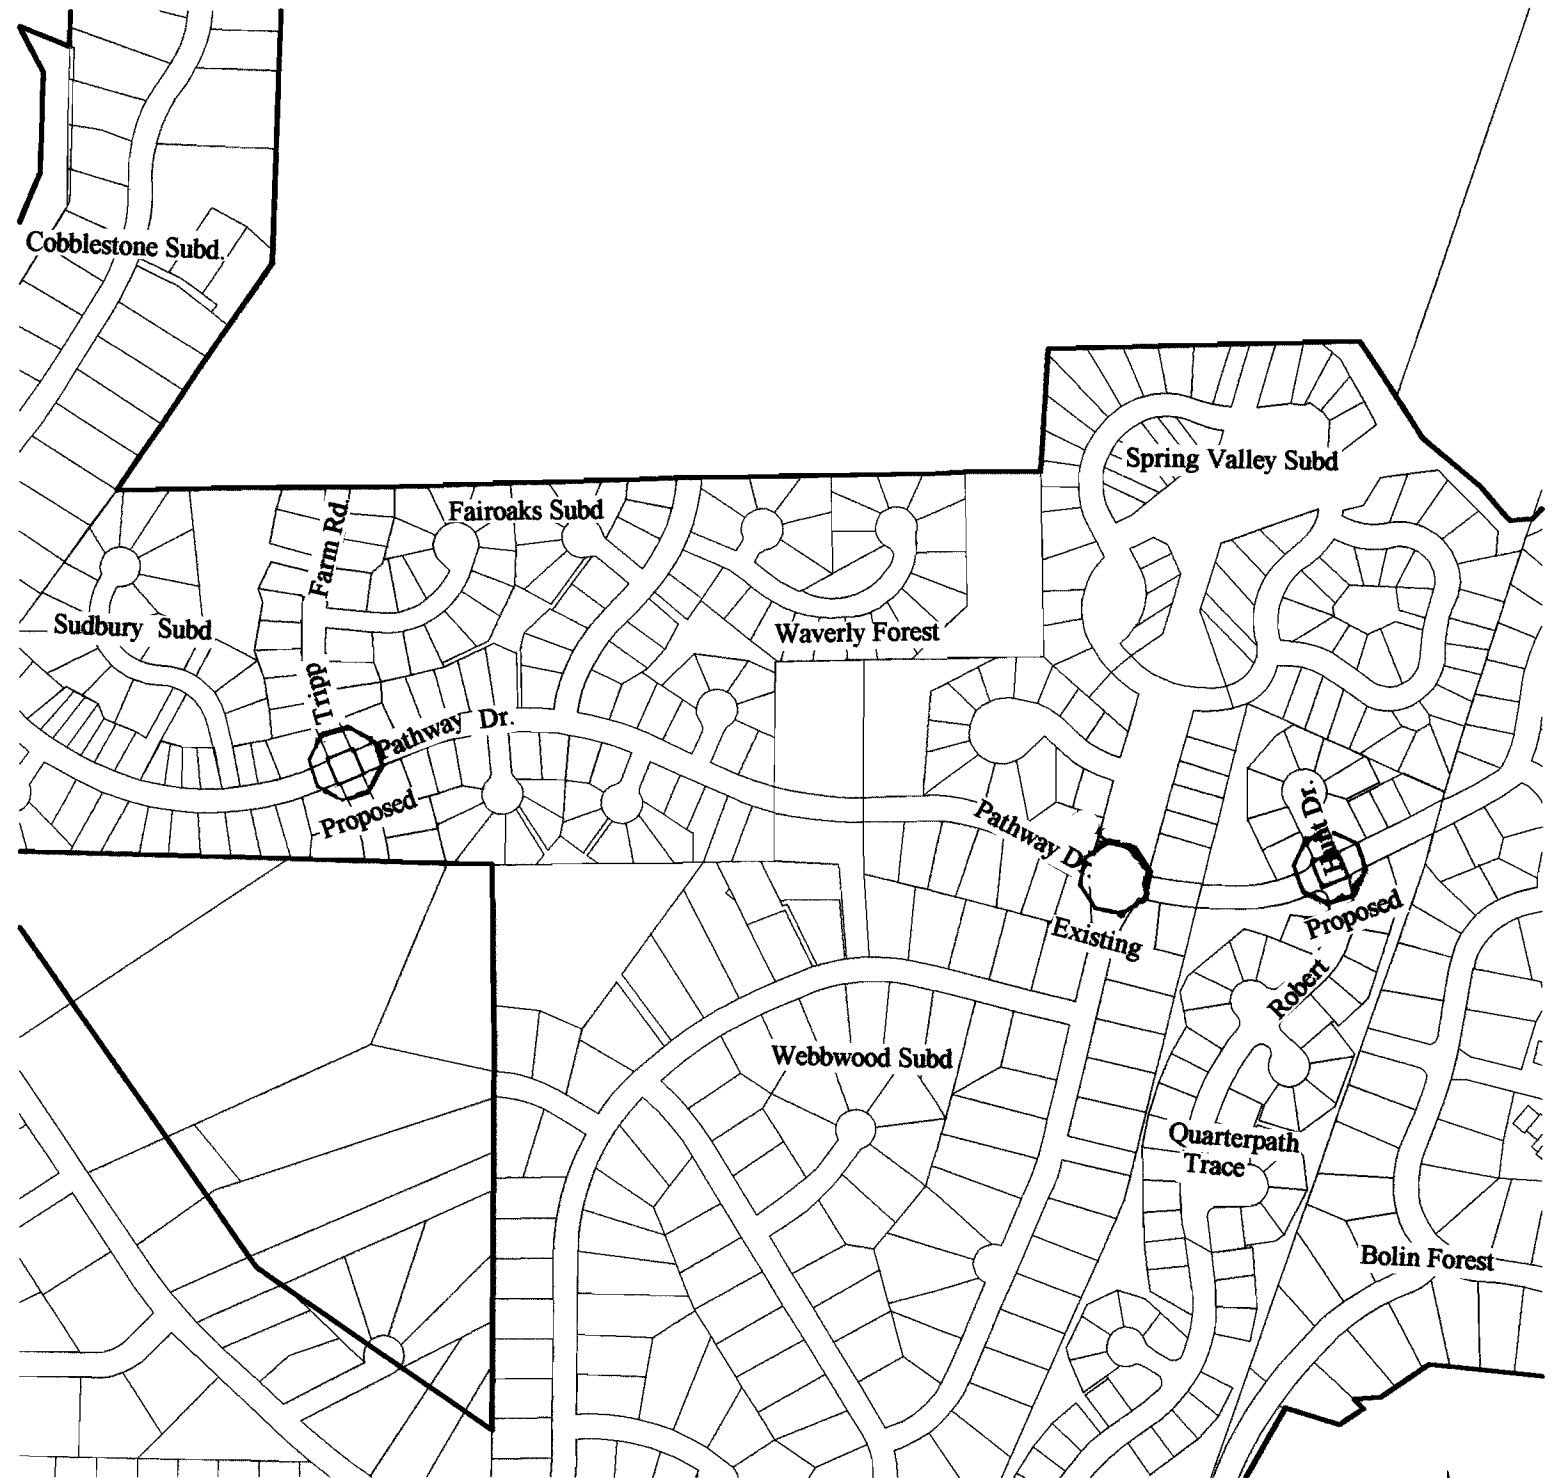 Cobblestone Subd.
Spring Valley Subd
Fairoaks Subd
Tripp Farm Rd.
Sudbury Subd
Waverly Forest
Pathway Dr.
Proposed
Pathway Dr.
Existing
Robert Hunt Dr.
Proposed
Webbwood Subd
Quarterpath
Trace
Bolin Forest